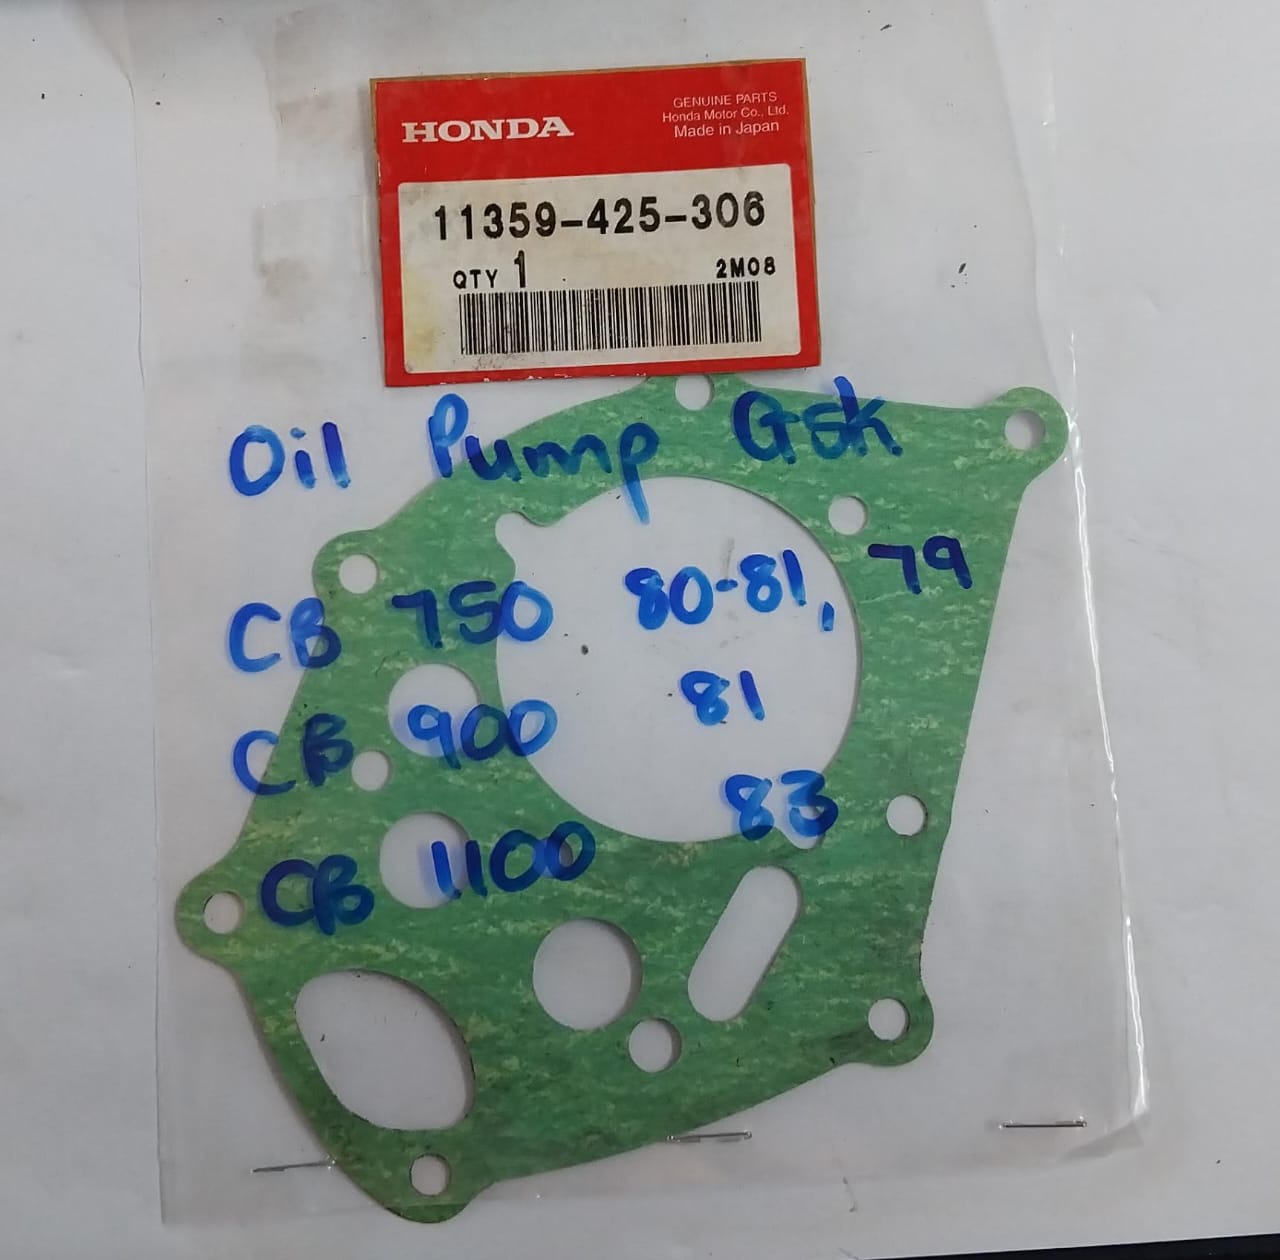 HONDA
GENUINE PARTS
Honda Motor Co., Ltd.
Made in Japan
11359-425-306
QTY 1 2M08
Oil Pump Gsk
CB 750 80-81, 79
CB 900 81
CB 1100 83